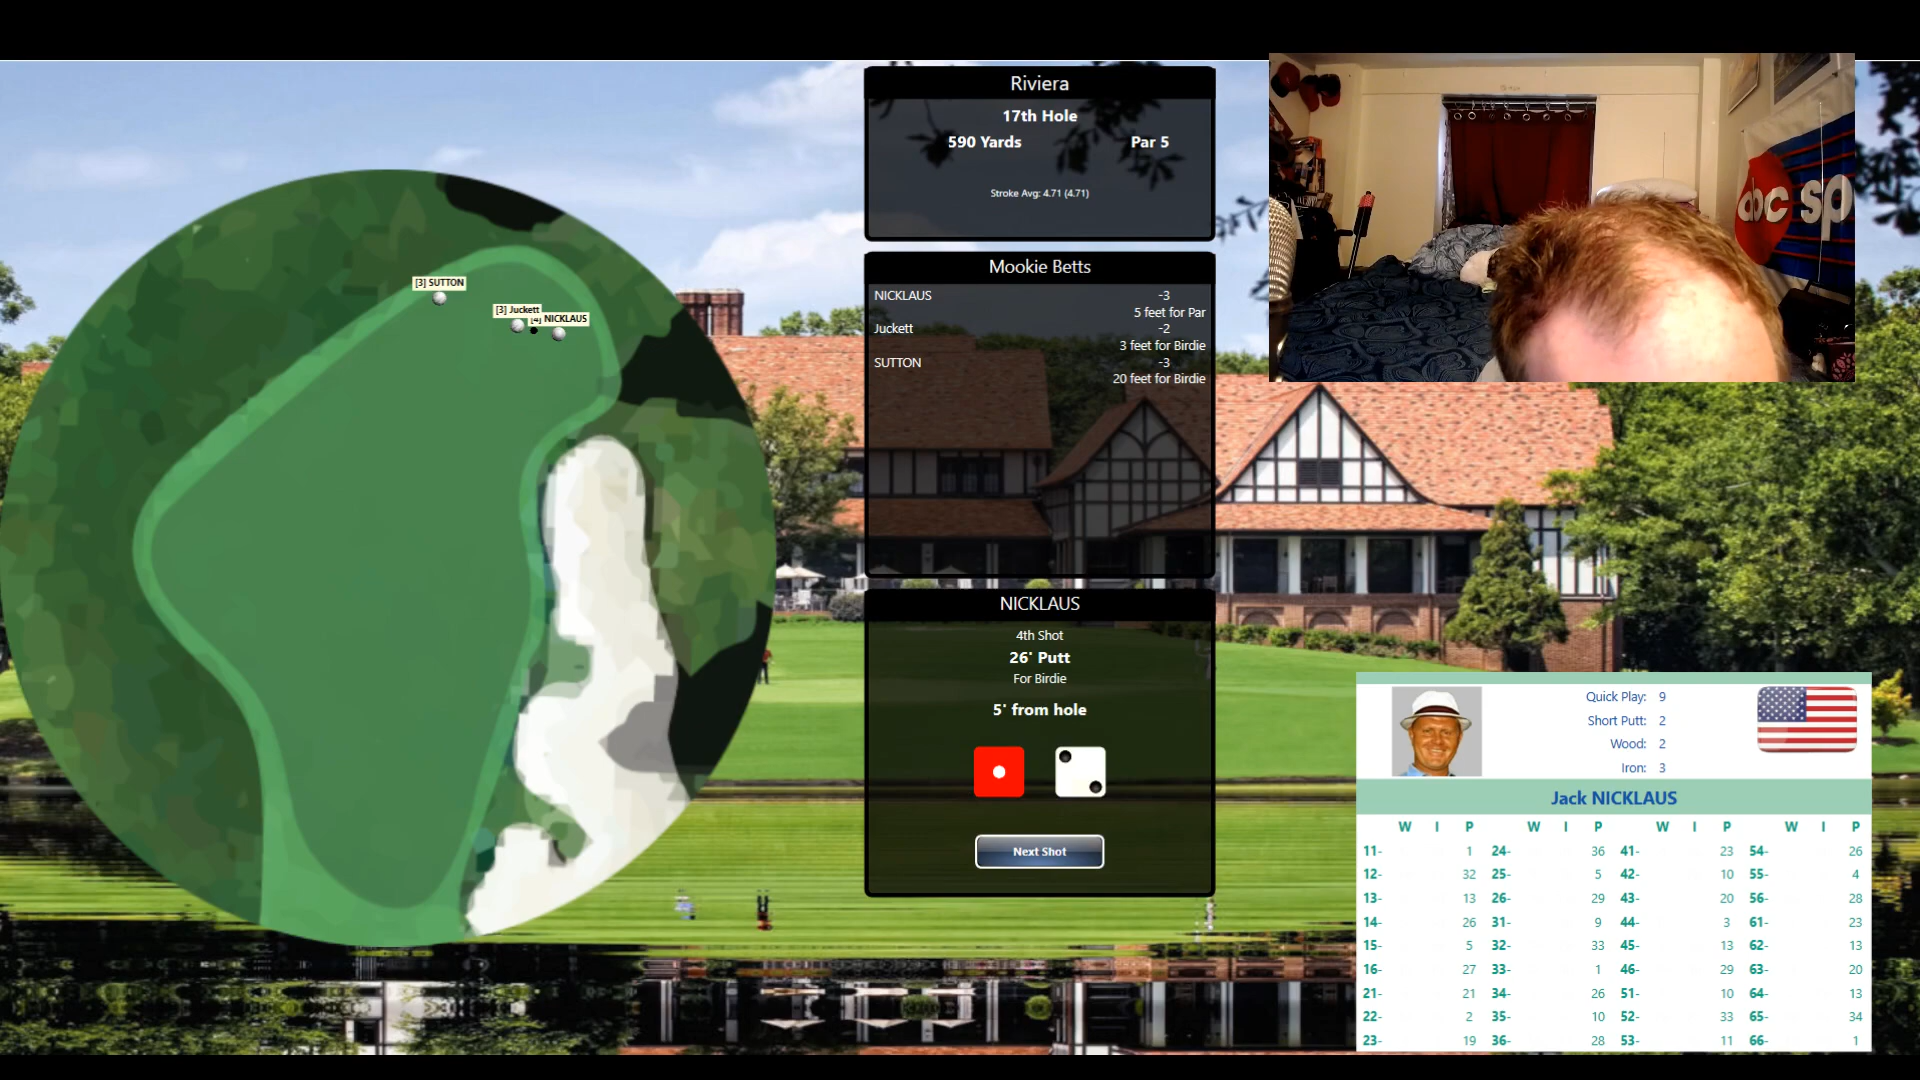 [3] SUTTON
[3] Juckett
[4] NICKLAUS
Riviera
17th Hole
590 Yards Par 5
Stroke Avg: 4.71 (4.71)
Mookie Betts
NICKLAUS -3
5 feet for Par
Juckett -2
3 feet for Birdie
SUTTON -3
20 feet for Birdie
NICKLAUS
4th Shot
26' Putt
For Birdie
5' from hole
Next Shot
abc sp
Quick Play: 9
Short Putt: 2
Wood: 2
Iron: 3
Jack NICKLAUS
W I P W I P W I P W I P
11- 1 24- 36 41- 23 54- 26
12- 32 25- 5 42- 10 55- 4
13- 13 26- 29 43- 20 56- 28
14- 26 31- 9 44- 3 61- 23
15- 5 32- 33 45- 13 62- 13
16- 27 33- 1 46- 29 63- 20
21- 21 34- 26 51- 10 64- 13
22- 2 35- 10 52- 33 65- 34
23- 19 36- 28 53- 11 66- 1